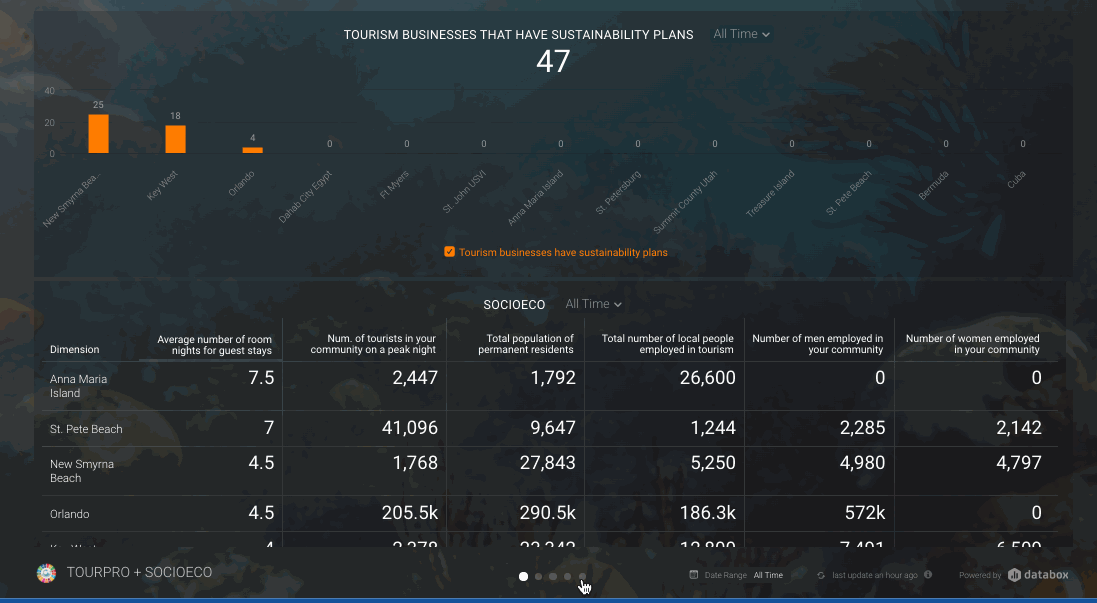 TOURISM BUSINESSES THAT HAVE SUSTAINABILITY PLANS All Time
47
40
20
0
25 18 4 0 0 0 0 0 0 0 0 0 0
New Smyrna Bea... Key West Orlando Dahab City Egypt Ft Myers St. John USVI Anna Maria Island St. Petersburg Summit County Utah Treasure Island St. Pete Beach Bermuda Cuba
Tourism businesses have sustainability plans
SOCIOECO All Time
Dimension
Average number of room
nights for guest stays
Num. of tourists in your
community on a peak night
Total population of
permanent residents
Total number of local people
employed in tourism
Number of men employed in
your community
Number of women employed
in your community
Anna Maria
Island
7.5 2,447 1,792 26,600 0 0
St. Pete Beach 7 41,096 9,647 1,244 2,285 2,142
New Smyrna
Beach
4.5 1,768 27,843 5,250 4,980 4,797
Orlando 4.5 205.5k 290.5k 186.3k 572k 0
TOURPRO + SOCIOECO
Date Range All Time last update an hour ago Powered by databox